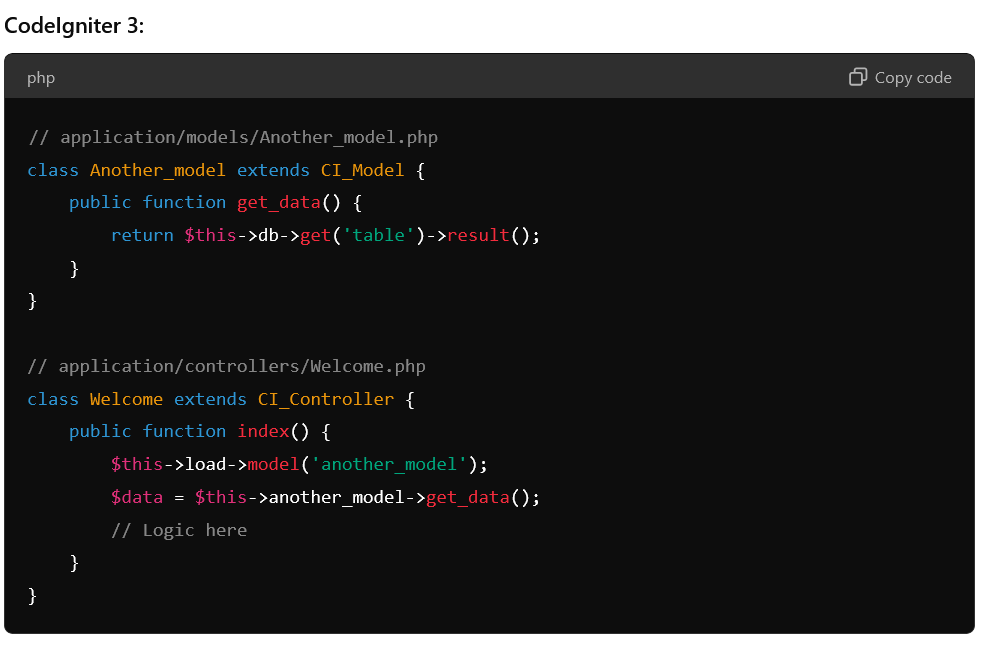 CodeIgniter 3:
php
Copy code
// application/models/Another_model.php
class Another_model extends CI_Model {
    public function get_data() {
        return $this->db->get('table')->result();
    }
}
// application/controllers/Welcome.php
class Welcome extends CI_Controller {
    public function index() {
        $this->load->model('another_model');
        $data = $this->another_model->get_data();
        // Logic here
    }
}